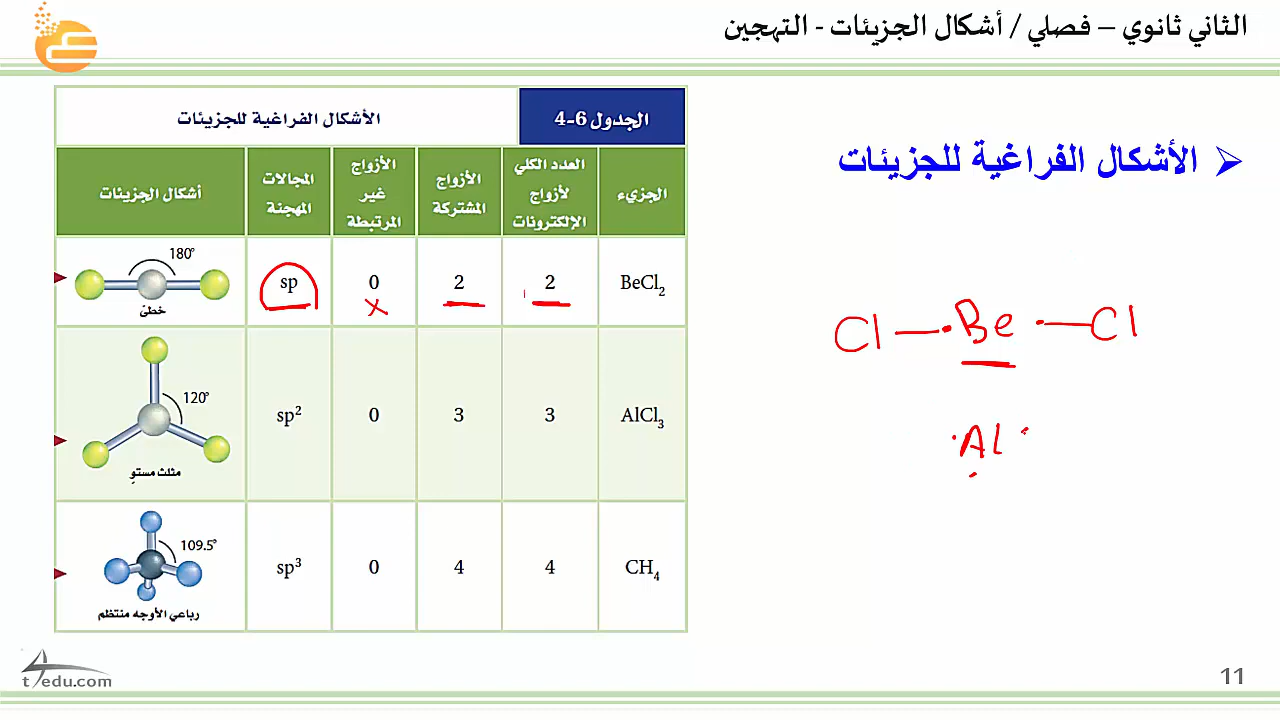 الثاني ثانوي – فصلي / أشكال الجزيئات - التهجين
➢ الأشكال الفراغية للجزيئات
الجدول 6-4 الأشكال الفراغية للجزيئات
الجزيء
العدد الكلي لأزواج الإلكترونات
الأزواج المشتركة
الأزواج غير المرتبطة
المجالات المهجنة
أشكال الجزيئات
BeCl₂ 2 2 0 sp
180°
خطيّ
AlCl₃ 3 3 0 sp²
120°
مثلث مستوٍ
CH₄ 4 4 0 sp³
109.5°
رباعي الأوجه منتظم
Cl — Be — Cl
Al
t4edu.com
11